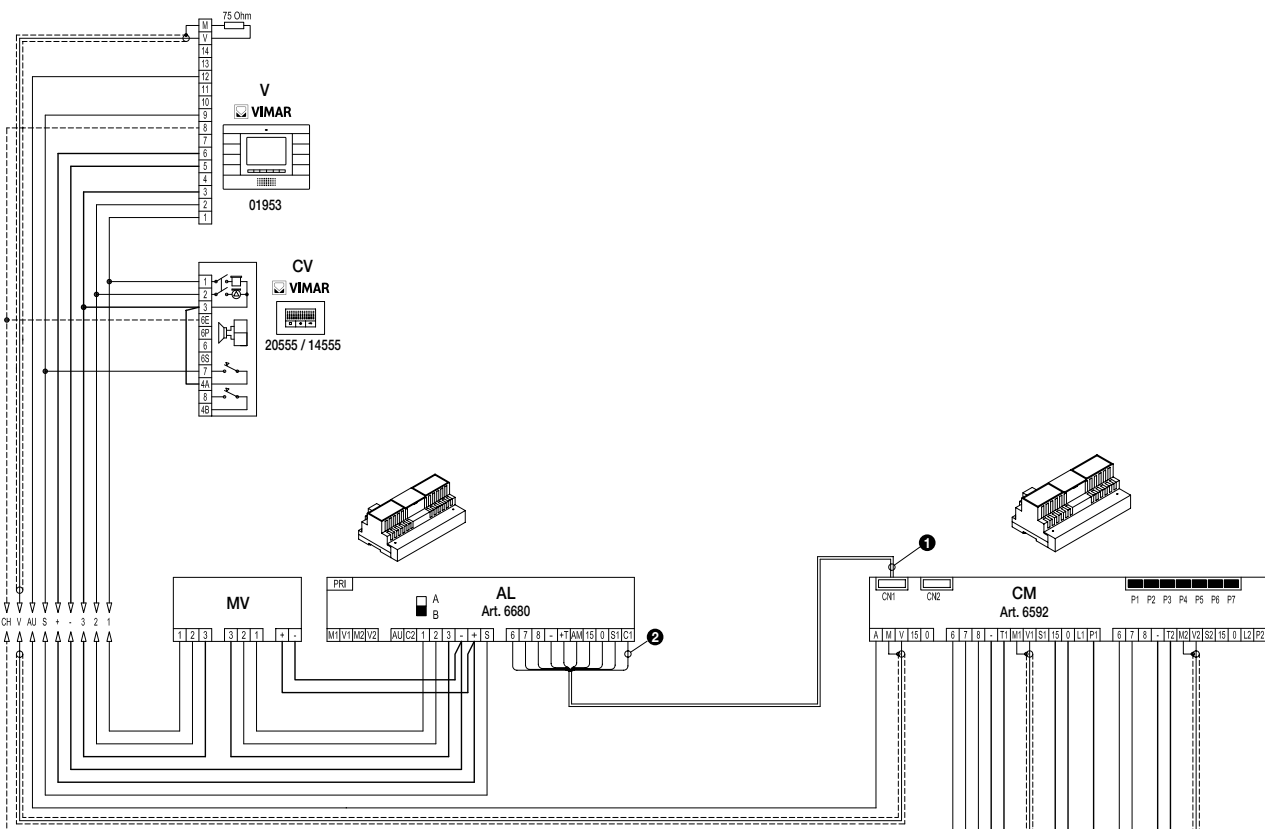 75 Ohm
M
V
14
13
12
11
10
9
8
7
6
5
4
3
2
1
V
VIMAR
01953
1
2
3
6E
6P
6
6S
7
4A
8
4B
CV
VIMAR
20555 / 14555
CH V AU S + - 3 2 1
MV
1 2 3 3 2 1 + -
PRI
A
B
AL
Art. 6680
M1 V1 M2 V2 AU C2 1 2 3 - + S 6 7 8 - +T AM 15 0 S1 C1
2
1
CN1 CN2
CM
Art. 6592
P1 P2 P3 P4 P5 P6 P7
A M V 15 0 6 7 8 - T1 M1 V1 S1 15 0 L1 P1 6 7 8 - T2 M2 V2 S2 15 0 L2 P2